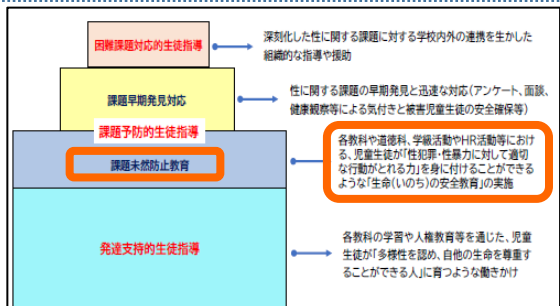 困難課題対応的生徒指導
深刻化した性に関する課題に対する学校内外の連携を生かした
組織的な指導や援助
課題早期発見対応
性に関する課題の早期発見と迅速な対応(アンケート、面談、
健康観察等による気付きと被害児童生徒の安全確保等)
課題予防的生徒指導
課題未然防止教育
各教科や道徳科、学級活動やHR活動等におけ
る、児童生徒が「性犯罪・性暴力に対して適切
な行動がとれる力」を身に付けることができる
ような「生命(いのち)の安全教育」の実施
発達支持的生徒指導
各教科の学習や人権教育等を通じた、児童
生徒が「多様性を認め、自他の生命を尊重す
ることができる人」に育つような働きかけ